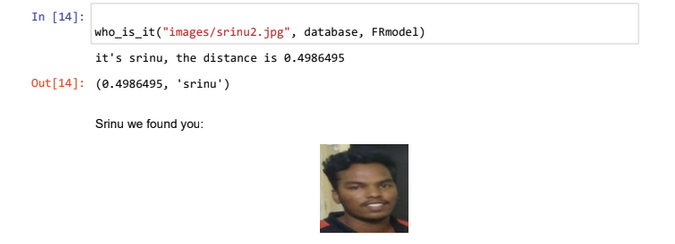 In [14]:
who_is_it("images/srinu2.jpg", database, FRmodel)
it's srinu, the distance is 0.4986495
Out[14]: (0.4986495, 'srinu')
Srinu we found you: